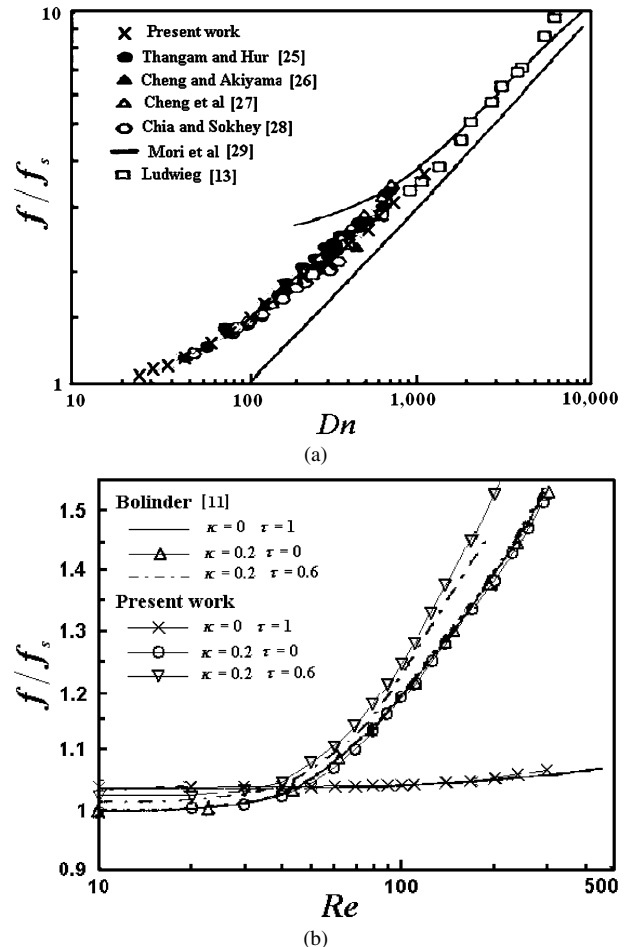 10
Present work
Thangam and Hur [25]
Cheng and Akiyama [26]
Cheng et al [27]
Chia and Sokhey [28]
Mori et al [29]
Ludwieg [13]
f / fs
1
10
100
1,000
10,000
Dn
(a)
1.5
1.4
1.3
1.2
1.1
1
0.9
Bolinder [11]
κ = 0 τ = 1
κ = 0.2 τ = 0
κ = 0.2 τ = 0.6
Present work
κ = 0 τ = 1
κ = 0.2 τ = 0
κ = 0.2 τ = 0.6
f / fs
10
100
500
Re
(b)